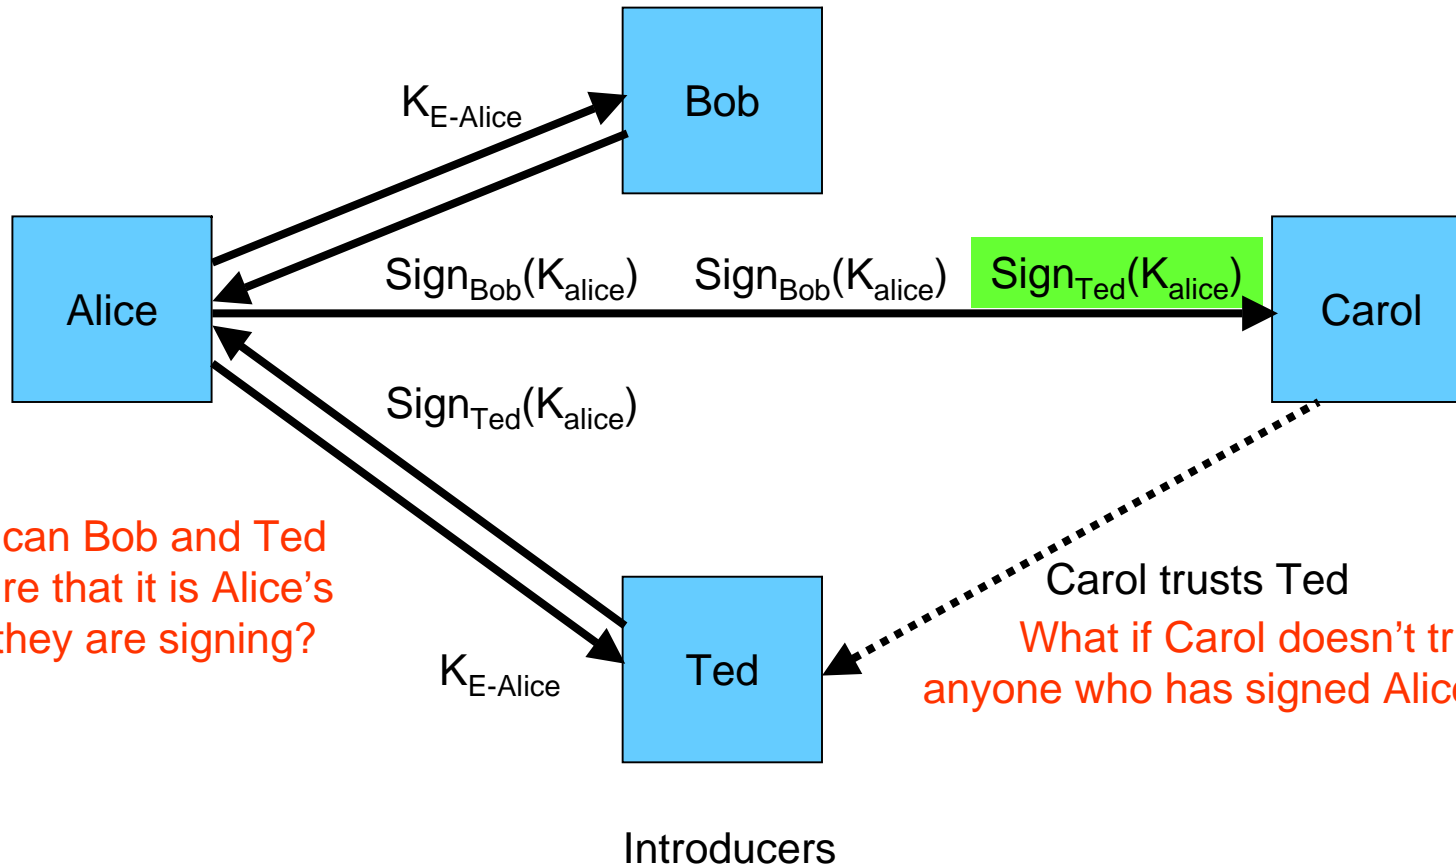 Bob
K_E-Alice
Alice
Sign_Bob(K_alice) Sign_Bob(K_alice) Sign_Ted(K_alice)
Carol
Sign_Ted(K_alice)
can Bob and Ted
re that it is Alice's
they are signing?
Carol trusts Ted
What if Carol doesn't tr
anyone who has signed Alic
K_E-Alice
Ted
Introducers